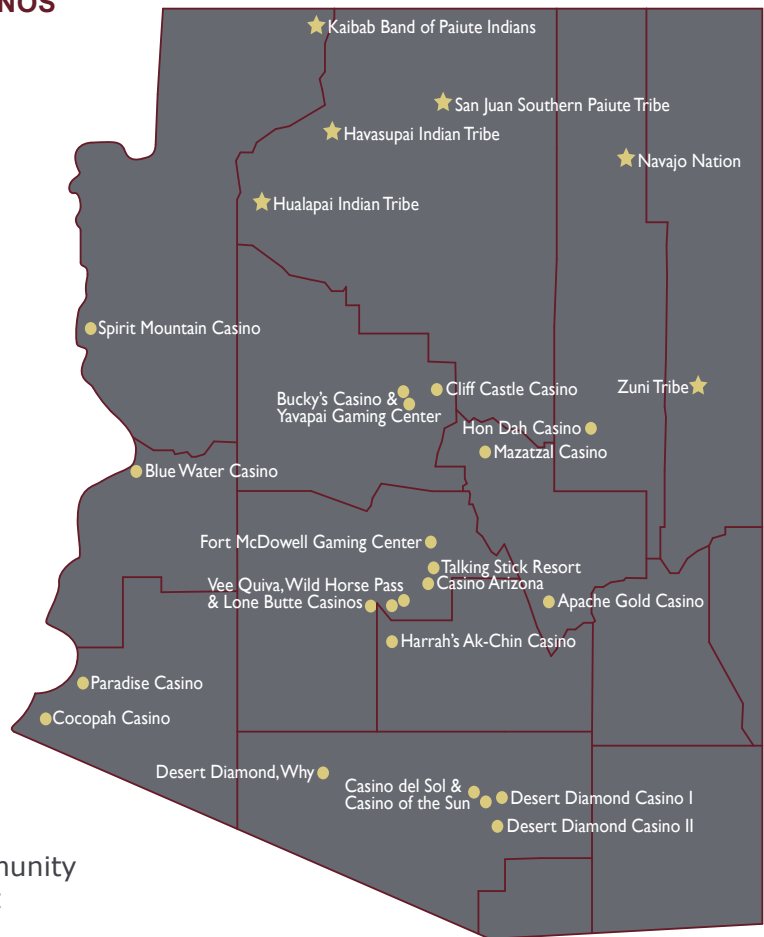 NOS
Kaibab Band of Paiute Indians
San Juan Southern Paiute Tribe
Havasupai Indian Tribe
Navajo Nation
Hualapai Indian Tribe
Spirit Mountain Casino
Cliff Castle Casino
Zuni Tribe
Bucky's Casino &
Yavapai Gaming Center
Hon Dah Casino
Mazatzal Casino
Blue Water Casino
Fort McDowell Gaming Center
Talking Stick Resort
Casino Arizona
Vee Quiva, Wild Horse Pass
& Lone Butte Casinos
Apache Gold Casino
Harrah's Ak-Chin Casino
Paradise Casino
Cocopah Casino
Desert Diamond, Why
Casino del Sol &
Casino of the Sun
Desert Diamond Casino I
Desert Diamond Casino II
munity